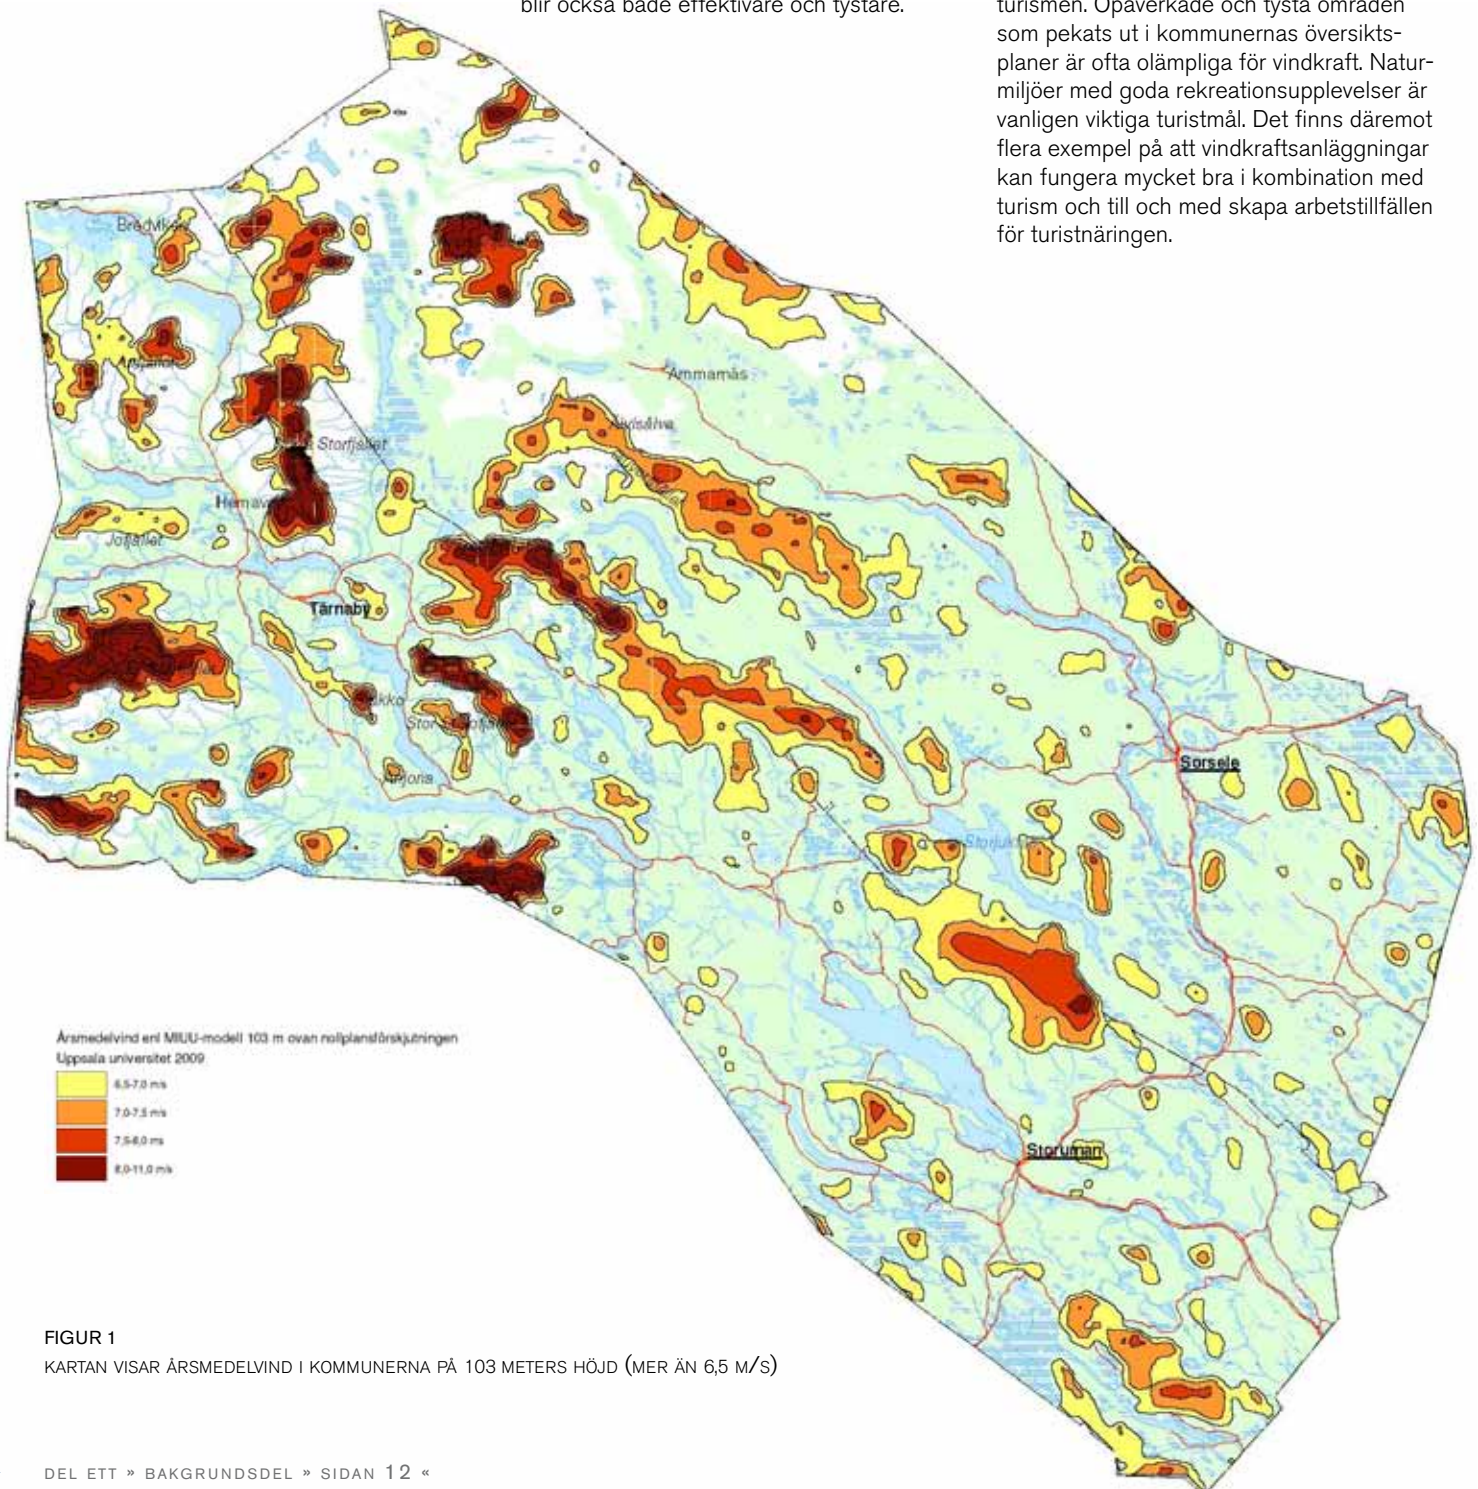 blir också både effektivare och tystare.
turismen. Opåverkade och tysta områden
som pekats ut i kommunernas översikts-
planer är ofta olämpliga för vindkraft. Natur-
miljöer med goda rekreationsupplevelser är
vanligen viktiga turistmål. Det finns däremot
flera exempel på att vindkraftsanläggningar
kan fungera mycket bra i kombination med
turism och till och med skapa arbetstillfällen
för turistnäringen.
Ammarnäs
Storfjället
Hemavan
Jofjället
Tärnaby
Sorsele
Storuman
Årsmedelvind enl MIUU-modell 103 m ovan nollplansförskjutningen
Uppsala universitet 2009
6,5-7,0 m/s
7,0-7,5 m/s
7,5-8,0 ms
8,0-11,0 m/s
FIGUR 1
KARTAN VISAR ÅRSMEDELVIND I KOMMUNERNA PÅ 103 METERS HÖJD (MER ÄN 6,5 M/S)
DEL ETT » BAKGRUNDSDEL » SIDAN 12 «